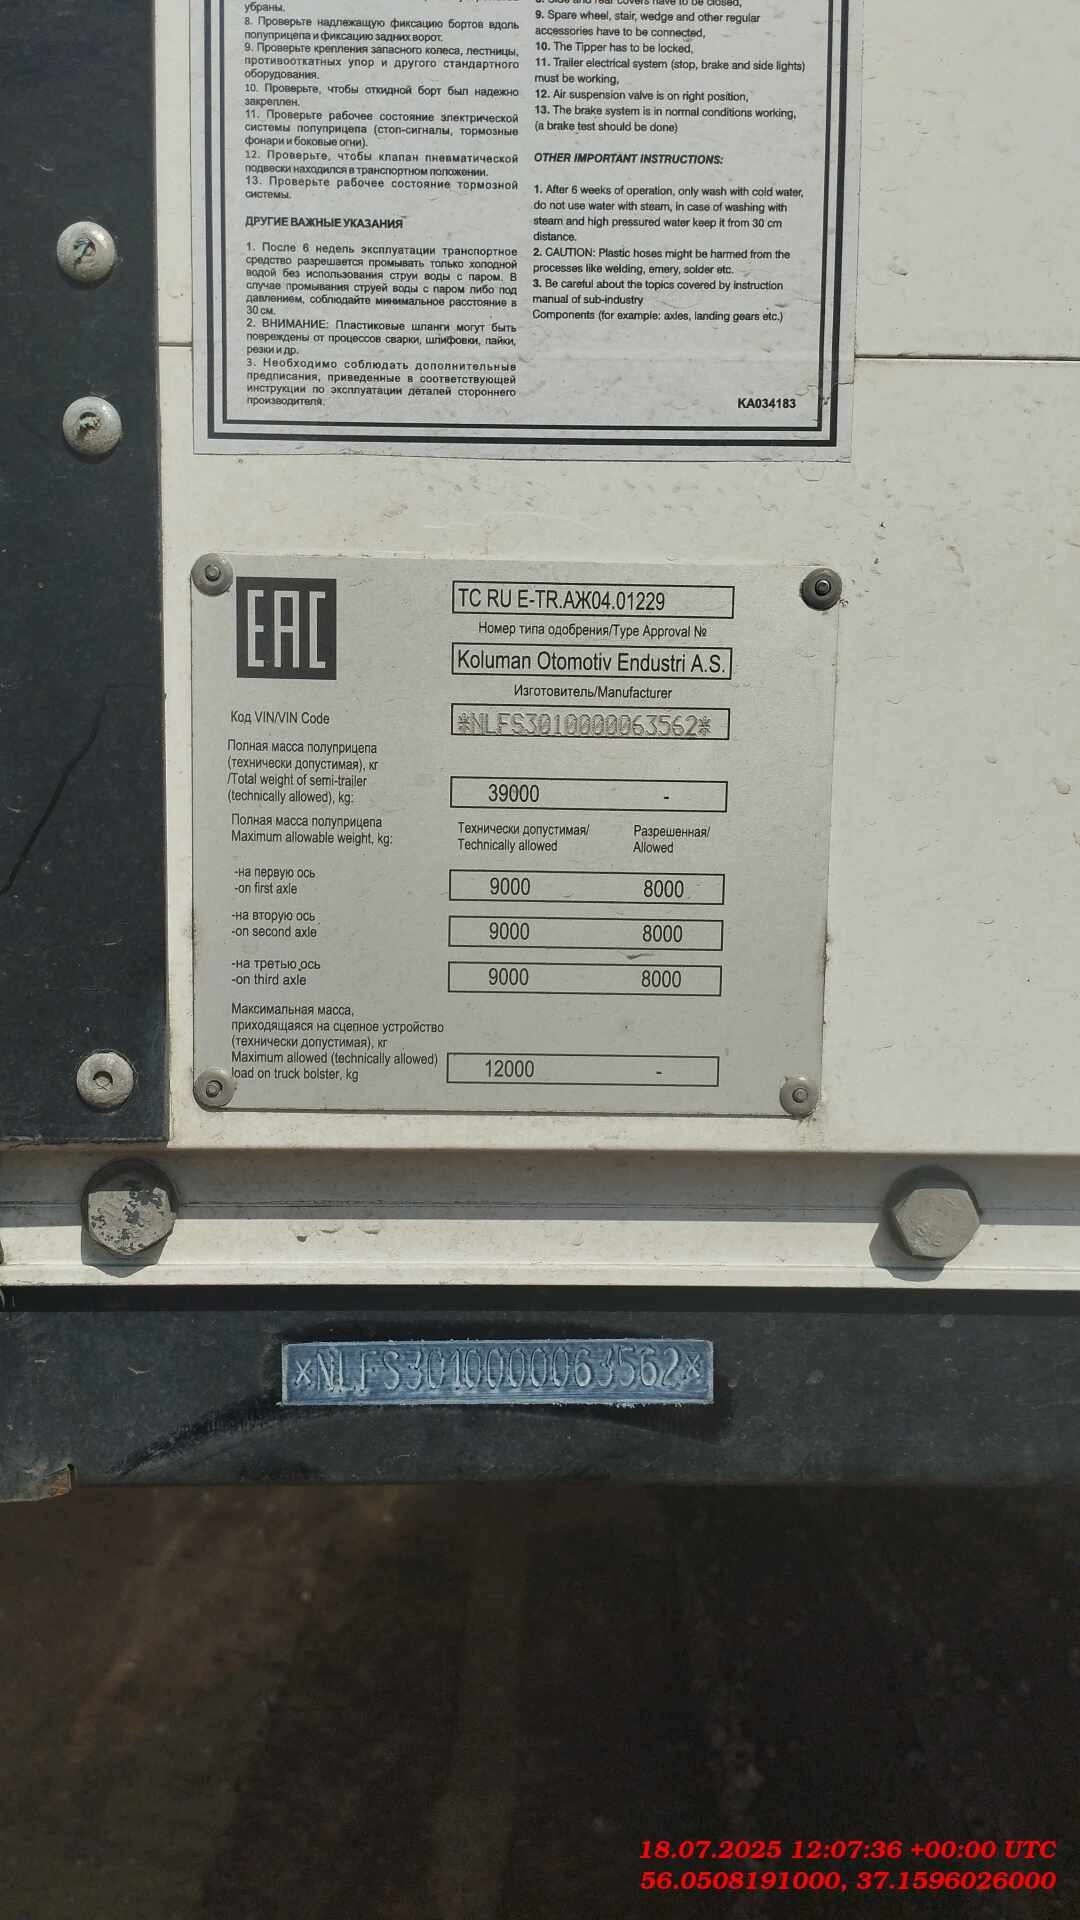 убраны.
8. Проверьте надлежащую фиксацию бортов вдоль
полуприцепа и фиксацию задних ворот.
9. Проверьте крепления запасного колеса, лестницы,
противооткатных упор и другого стандартного
оборудования.
10. Проверьте, чтобы откидной борт был надежно
закреплен.
11. Проверьте рабочее состояние электрической
системы полуприцепа (стоп-сигналы, тормозные
фонари и боковые огни).
12. Проверьте, чтобы клапан пневматической
подвески находился в транспортном положении.
13. Проверьте рабочее состояние тормозной
системы.
ДРУГИЕ ВАЖНЫЕ УКАЗАНИЯ
1. После 6 недель эксплуатации транспортное
средство разрешается промывать только холодной
водой без использования струи воды с паром. В
случае промывания струей воды с паром либо под
давлением, соблюдайте минимальное расстояние в
30 см.
2. ВНИМАНИЕ: Пластиковые шланги могут быть
повреждены от процессов сварки, шлифовки, пайки,
резки и др.
3. Необходимо соблюдать дополнительные
предписания, приведенные в соответствующей
инструкции по эксплуатации деталей стороннего
производителя.
8. Side and rear covers have to be closed,
9. Spare wheel, stair, wedge and other regular
accessories have to be connected,
10. The Tipper has to be locked,
11. Trailer electrical system (stop, brake and side lights)
must be working,
12. Air suspension valve is on right position,
13. The brake system is in normal conditions working,
(a brake test should be done)
OTHER IMPORTANT INSTRUCTIONS:
1. After 6 weeks of operation, only wash with cold water,
do not use water with steam, in case of washing with
steam and high pressured water keep it from 30 cm
distance.
2. CAUTION: Plastic hoses might be harmed from the
processes like welding, emery, solder etc.
3. Be careful about the topics covered by instruction
manual of sub-industry
Components (for example: axles, landing gears etc.)
KA034183
EAC
TC RU E-TR.АЖ04.01229
Номер типа одобрения/Type Approval №
Koluman Otomotiv Endustri A.S.
Изготовитель/Manufacturer
Код VIN/VIN Code
*NLFS3010000063562*
Полная масса полуприцепа
(технически допустимая), кг
/Total weight of semi-trailer
(technically allowed), kg:
39000 -
Полная масса полуприцепа
Maximum allowable weight, kg:
Технически допустимая/
Technically allowed
Разрешенная/
Allowed
-на первую ось
-on first axle
9000 8000
-на вторую ось
-on second axle
9000 8000
-на третью ось
-on third axle
9000 8000
Максимальная масса,
приходящаяся на сцепное устройство
(технически допустимая), кг
Maximum allowed (technically allowed)
load on truck bolster, kg
12000 -
*NLFS3010000063562*
18.07.2025 12:07:36 +00:00 UTC
56.0508191000, 37.1596026000